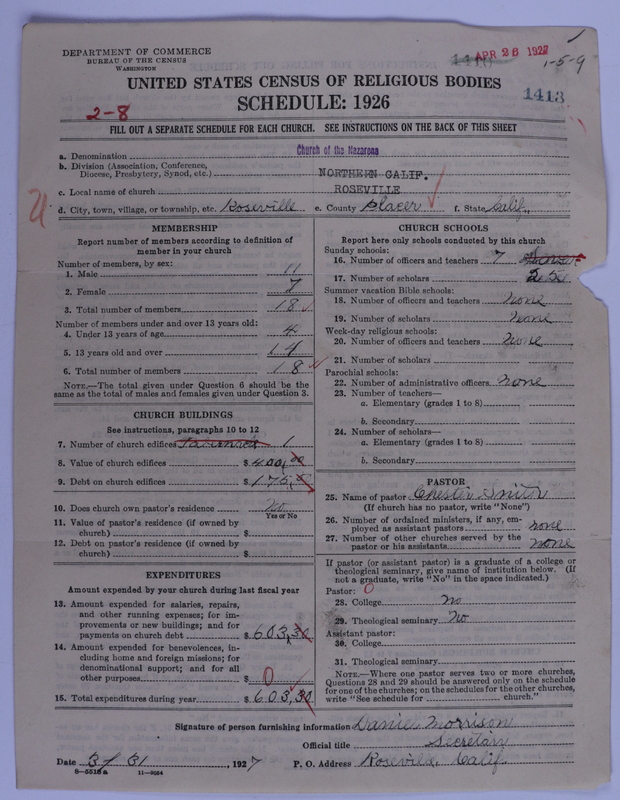 DEPARTMENT OF COMMERCE
BUREAU OF THE CENSUS
WASHINGTON
APR 26 1927
1-5-9
UNITED STATES CENSUS OF RELIGIOUS BODIES
SCHEDULE: 1926
2-8
1413
FILL OUT A SEPARATE SCHEDULE FOR EACH CHURCH. SEE INSTRUCTIONS ON THE BACK OF THIS SHEET
a. Denomination Church of the Nazarene
b. Division (Association, Conference, Diocese, Presbytery, Synod, etc.) NORTHERN CALIF.
c. Local name of church ROSEVILLE
d. City, town, village, or township, etc. Roseville e. County Placer f. State Calif.
MEMBERSHIP
Report number of members according to definition of
member in your church
Number of members, by sex:
1. Male 11
2. Female 7
3. Total number of members 18
Number of members under and over 13 years old:
4. Under 13 years of age 4
5. 13 years old and over 14
6. Total number of members 18
NOTE.—The total given under Question 6 should be
same as the total of males and females given under Question 3.
CHURCH BUILDINGS
See instructions, paragraphs 10 to 12
7. Number of church edifices 1
8. Value of church edifices $ 400.00
9. Debt on church edifices $ 175.
10. Does church own pastor's residence No
Yes or No
11. Value of pastor's residence (if owned by
church) $
12. Debt on pastor's residence (if owned by
church) $
EXPENDITURES
Amount expended by your church during last fiscal year
13. Amount expended for salaries, repairs,
and other running expenses; for im-
provements or new buildings; and for
payments on church debt $ 603.30
14. Amount expended for benevolences, in-
cluding home and foreign missions; for
denominational support; and for all
other purposes $ 0
15. Total expenditures during year $ 603.30
CHURCH SCHOOLS
Report here only schools conducted by this church
Sunday schools:
16. Number of officers and teachers 7
17. Number of scholars
Summer vacation Bible schools:
18. Number of officers and teachers none
19. Number of scholars none
Week-day religious schools:
20. Number of officers and teachers none
21. Number of scholars
Parochial schools:
22. Number of administrative officers none
23. Number of teachers—
a. Elementary (grades 1 to 8)
b. Secondary
24. Number of scholars—
a. Elementary (grades 1 to 8)
b. Secondary
PASTOR
25. Name of pastor Chester Smith
(If church has no pastor, write "None")
26. Number of ordained ministers, if any, em-
ployed as assistant pastors none
27. Number of other churches served by the
pastor or his assistants none
If pastor (or assistant pastor) is a graduate of a college or
theological seminary, give name of institution below. (If
not a graduate, write "No" in the space indicated.)
Pastor: 0
28. College No
29. Theological seminary No
Assistant pastor:
30. College
31. Theological seminary
NOTE.—Where one pastor serves two or more churches,
Questions 28 and 29 should be answered only on the schedule
for one of the churches; on the schedules for the other churches,
write "See schedule for church."
Signature of person furnishing information Daniel Morrison
Official title Secretary
Date 3/31, 1927 P. O. Address Roseville, Calif.
8—5518a 11—9054